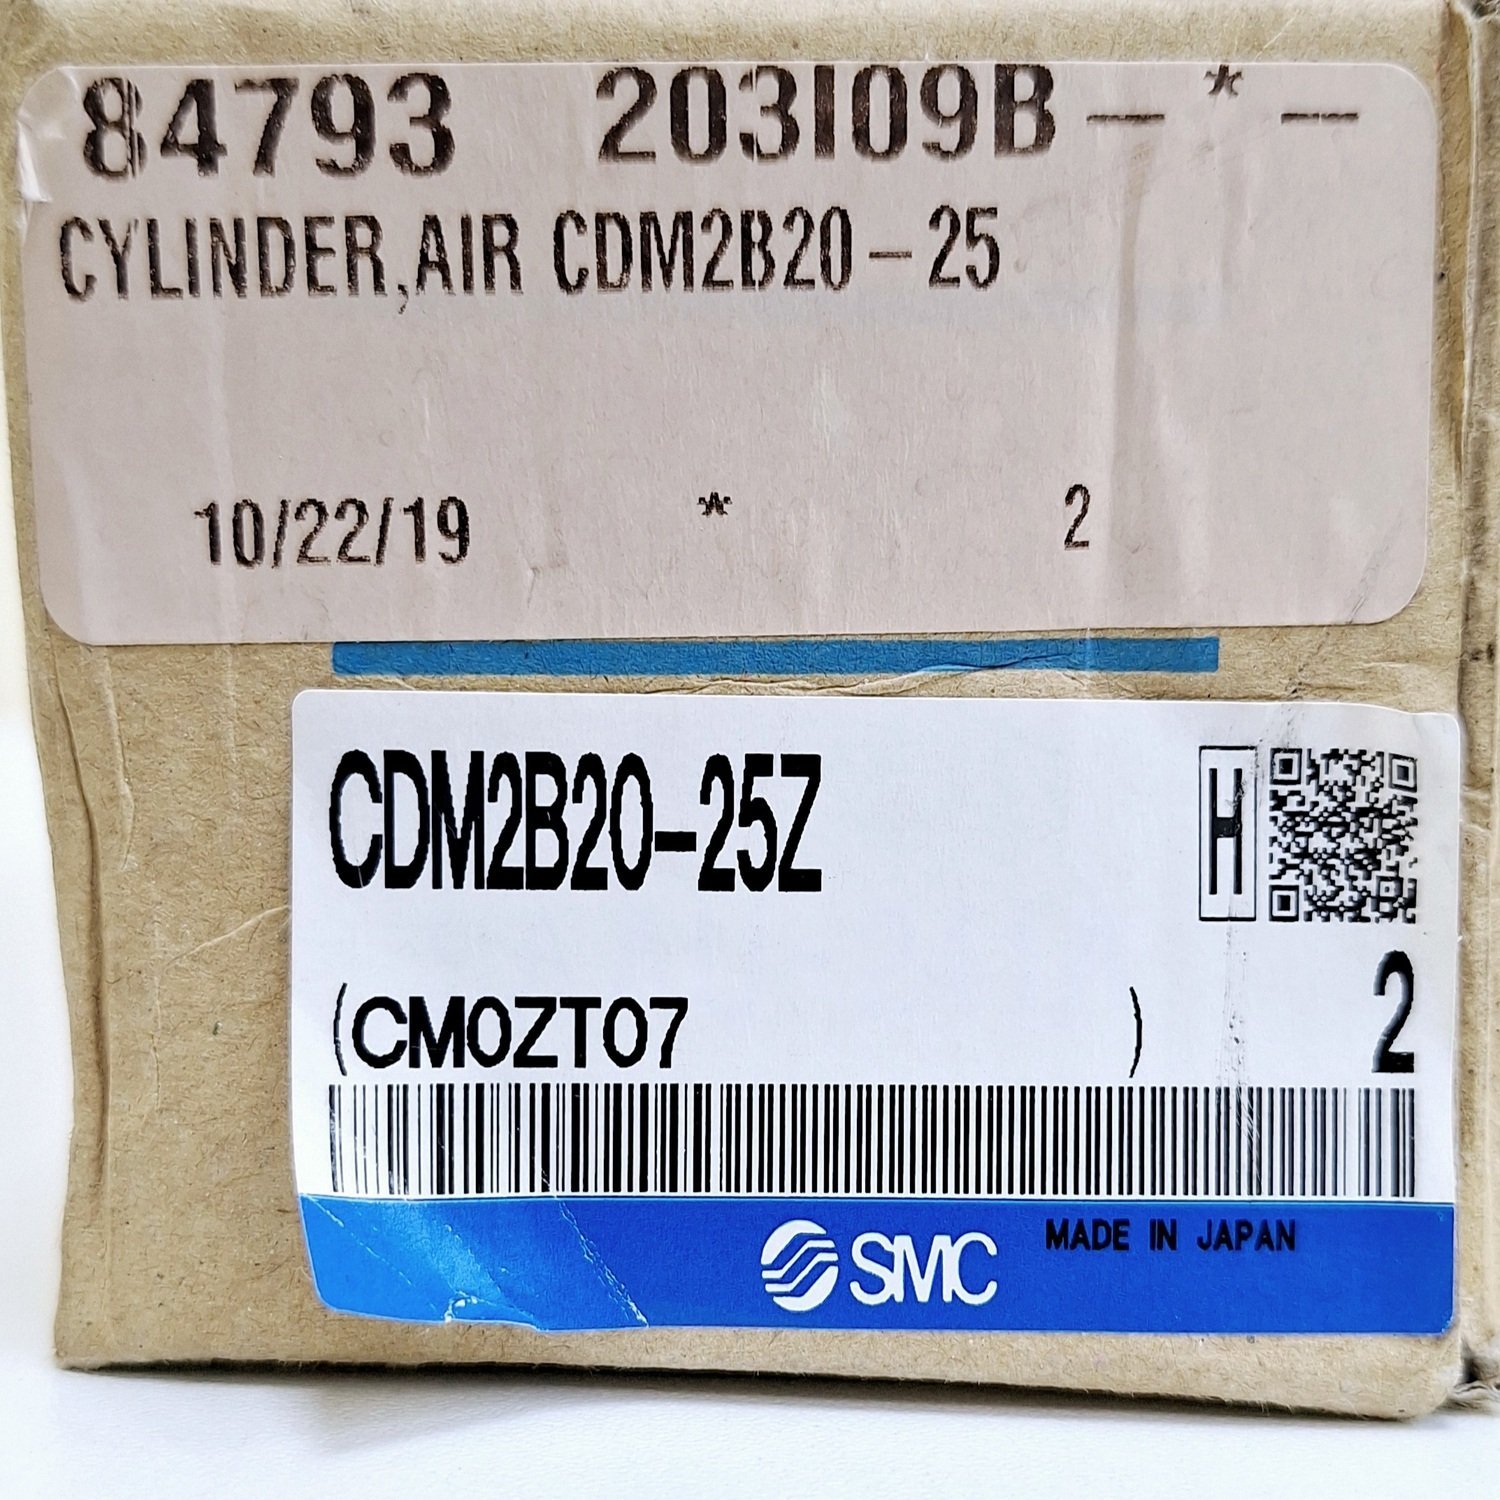 84793 203I09B-*-
CYLINDER,AIR CDM2B20-25
10/22/19 * 2
CDM2B20-25Z
H
(CM0ZT07 ) 2
SMC MADE IN JAPAN